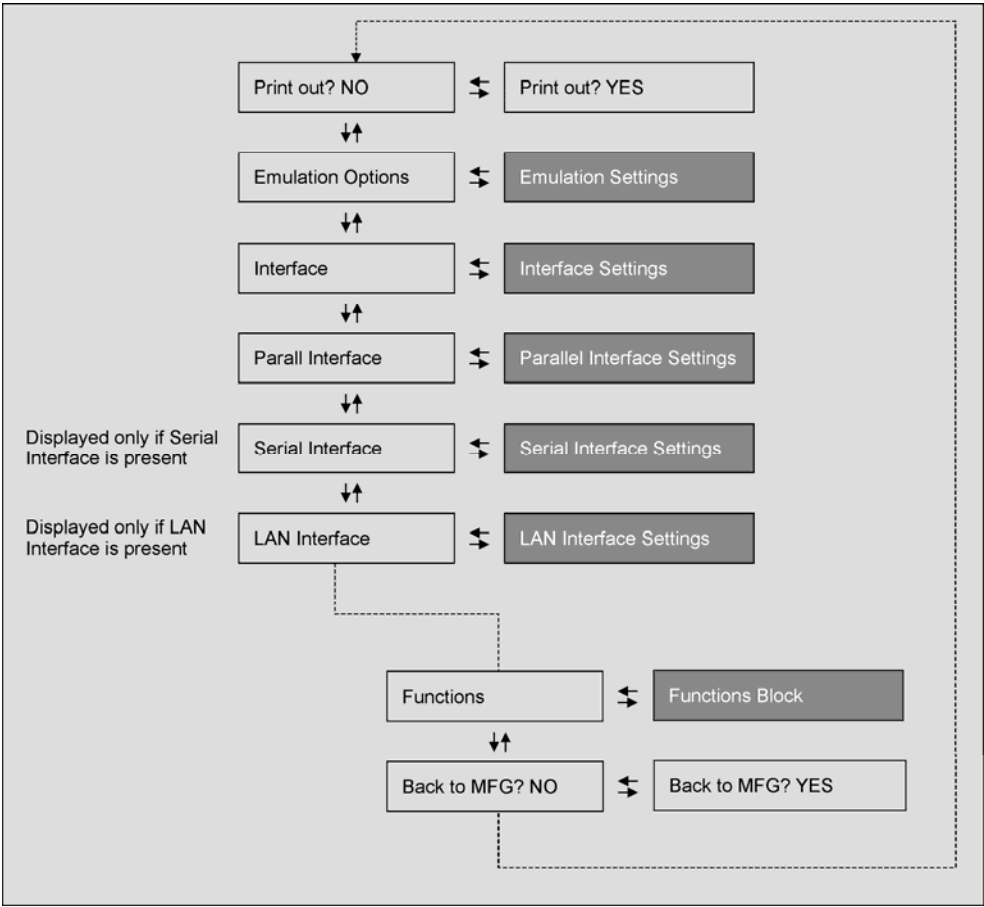 Print out? NO
Print out? YES
Emulation Options
Emulation Settings
Interface
Interface Settings
Parall Interface
Parallel Interface Settings
Displayed only if Serial
Interface is present
Serial Interface
Serial Interface Settings
Displayed only if LAN
Interface is present
LAN Interface
LAN Interface Settings
Functions
Functions Block
Back to MFG? NO
Back to MFG? YES